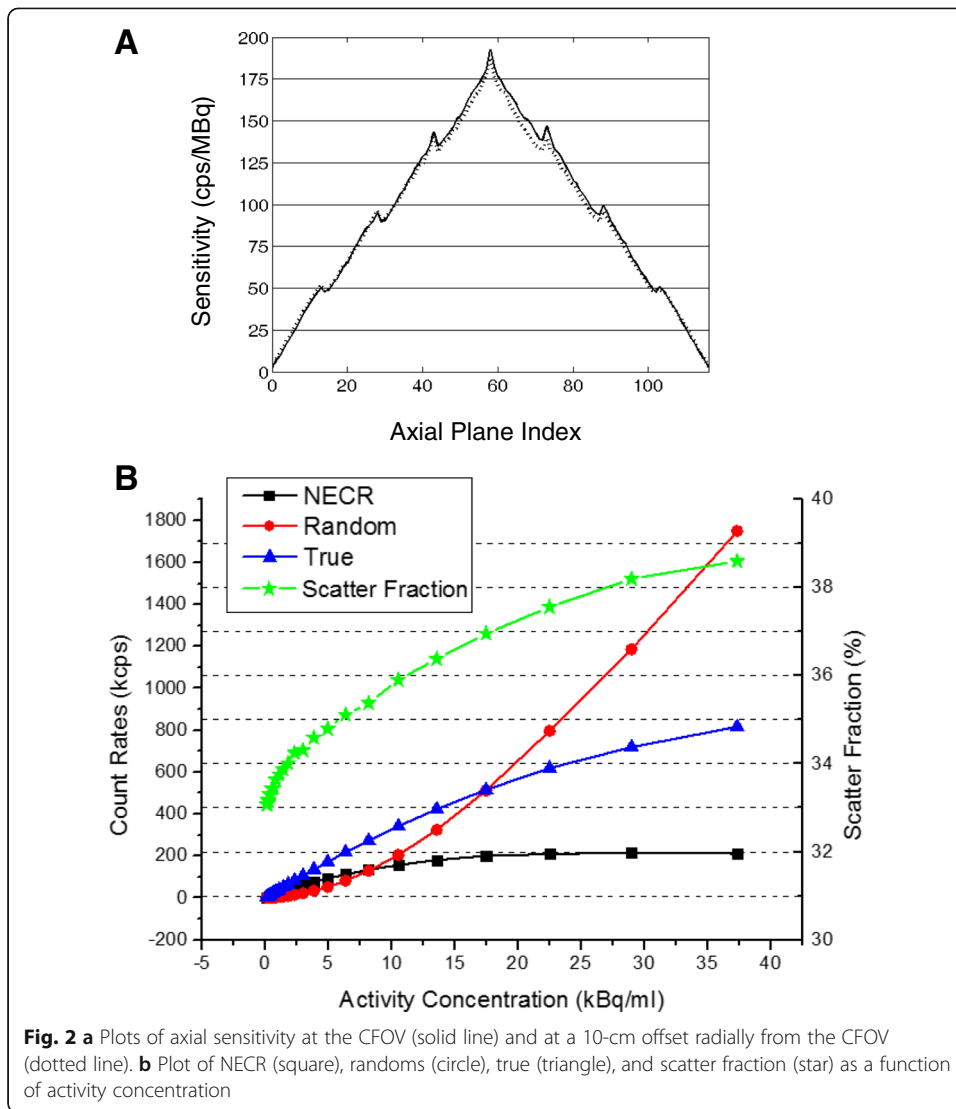 A
200
175
150
125
100
75
50
25
0
Sensitivity (cps/MBq)
0 20 40 60 80 100
Axial Plane Index
B
NECR
Random
True
Scatter Fraction
1800
1600
1400
1200
1000
800
600
400
200
0
-200
Count Rates (kcps)
40
38
36
34
32
30
Scatter Fraction (%)
-5 0 5 10 15 20 25 30 35 40
Activity Concentration (kBq/ml)
Fig. 2 a Plots of axial sensitivity at the CFOV (solid line) and at a 10-cm offset radially from the CFOV
(dotted line). b Plot of NECR (square), randoms (circle), true (triangle), and scatter fraction (star) as a function
of activity concentration